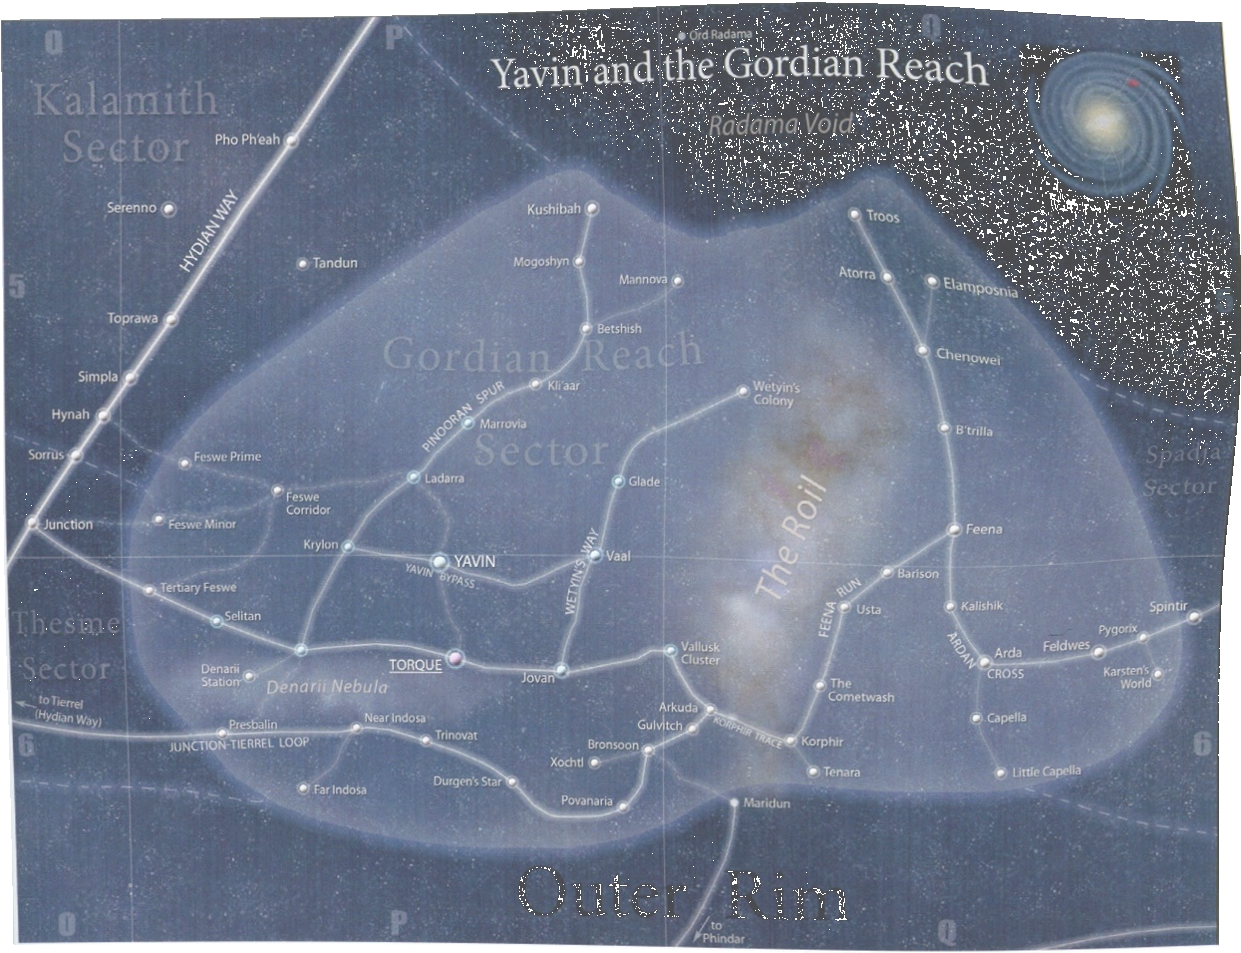 O
P
Q
Ord Radama
Yavin and the Gordian Reach
Radama Void
Kalamith
Sector
Pho Ph'eah
Serenno
HYDIAN WAY
Tandun
Kushibah
Troos
Mogoshyn
Mannova
Atorra
Elamposnia
5
Toprawa
Betshish
Chenowei
Gordian Reach
Sector
Simpla
Kli'aar
Wetyin's
Colony
Hynah
PINOORAN SPUR
Marrovia
B'trilla
Sorrus
Feswe Prime
Ladarra
Glade
Spadja
Sector
Feswe
Corridor
The Roil
Junction
Feswe Minor
Feena
Krylon
YAVIN
YAVIN BYPASS
Vaal
WETYIN'S WAY
Barison
Tertiary Feswe
FEENA RUN
Usta
Kalishik
Spintir
Selitan
Thesme
Sector
Pygorix
ARDAN
CROSS
Arda
Feldwes
Karsten's
World
Denarii
Station
TORQUE
Jovan
Vallusk
Cluster
Denarii Nebula
The
Cometwash
to Tierrel
(Hydian Way)
Presbalin
Near Indosa
Arkuda
Capella
JUNCTION-TIERREL LOOP
Trinovat
Gulvitch
KORPHIR TRACE
Korphir
6
6
Bronsoon
Xochtl
Tenara
Little Capella
Far Indosa
Durgen's Star
Povanaria
Maridun
Outer Rim
O
P
to
Phindar
Q